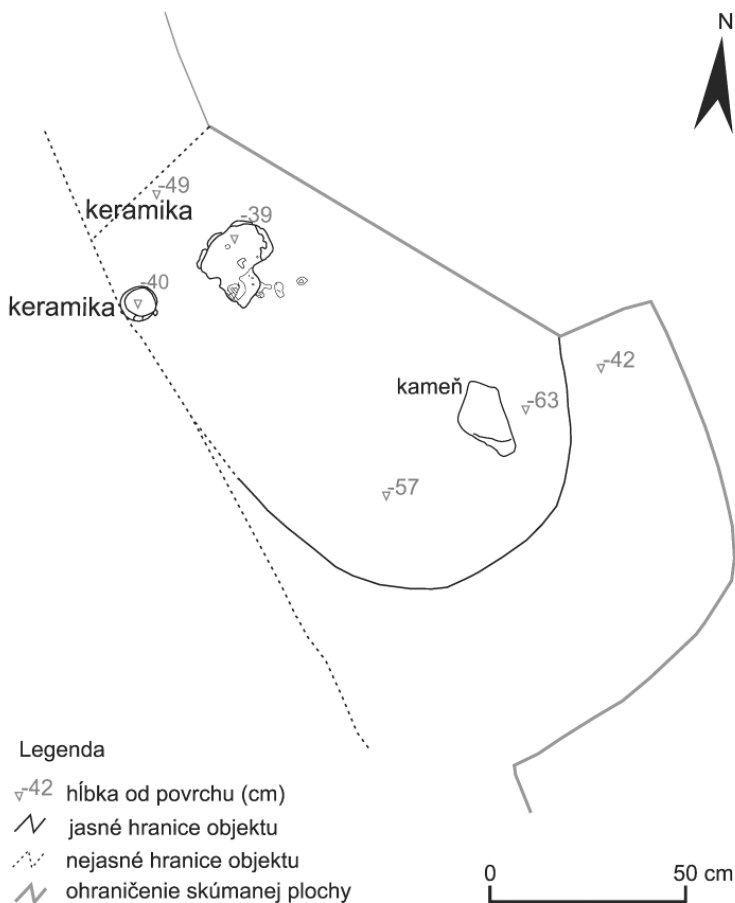 N
-49
keramika
-39
-40
keramika
-42
kameň
-63
-57
Legenda
-42 hĺbka od povrchu (cm)
jasné hranice objektu
nejasné hranice objektu
ohraničenie skúmanej plochy
0 50 cm